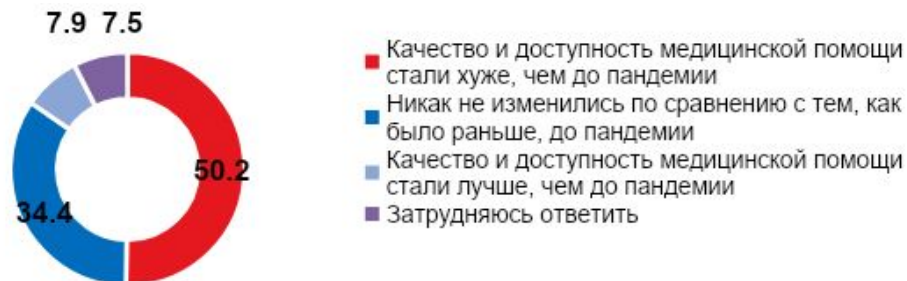 7.9 7.5
50.2
34.4
Качество и доступность медицинской помощи
стали хуже, чем до пандемии
Никак не изменились по сравнению с тем, как
было раньше, до пандемии
Качество и доступность медицинской помощи
стали лучше, чем до пандемии
Затрудняюсь ответить